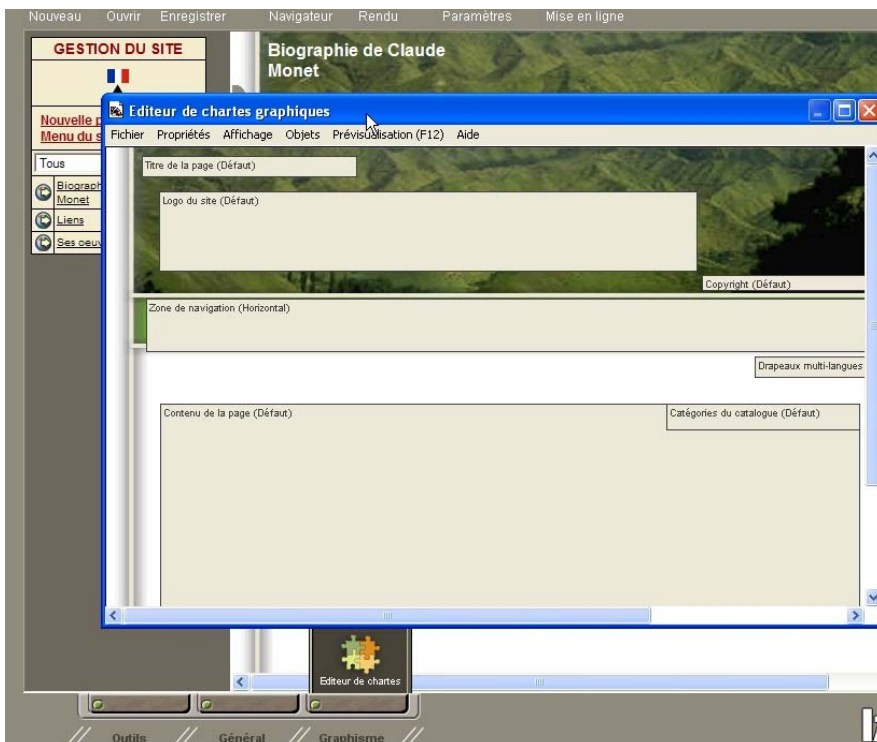 Nouveau Ouvrir Enregistrer Navigateur Rendu Paramètres Mise en ligne
GESTION DU SITE
Biographie de Claude
Monet
Nouvelle
Menu du
Editeur de chartes graphiques
Fichier Propriétés Affichage Objets Prévisualisation (F12) Aide
Tous
Titre de la page (Défaut)
Biograph
Monet
Logo du site (Défaut)
Liens
Ses oeuv
Copyright (Défaut)
Zone de navigation (Horizontal)
Drapeaux multi-langues
Contenu de la page (Défaut)
Catégories du catalogue (Défaut)
Editeur de chartes
// Outils // Général // Graphisme //